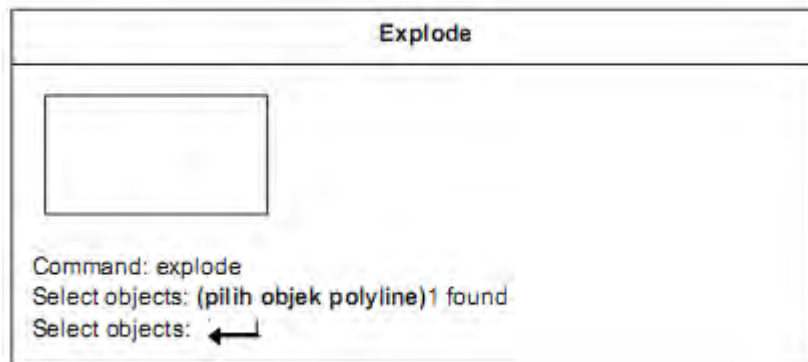 Explode
Command: explode
Select objects: (pilih objek polyline)1 found
Select objects: